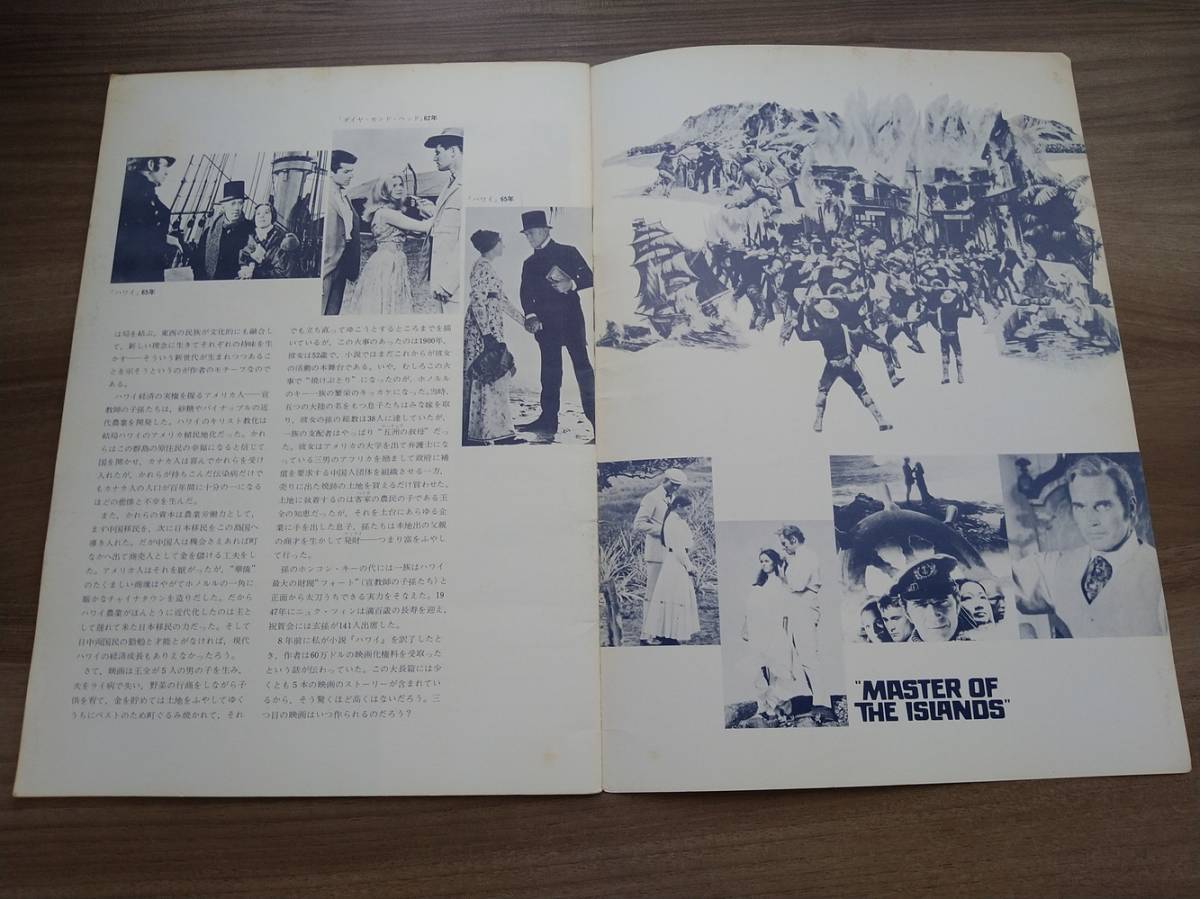 「ダイヤ・モンド・ヘッド」62年
「ハワイ」65年
「ハワイ」65年
は局を結ぶ、東西の民族が文化的にも融合し
て、新しい理念に生きてそれぞれの持味を生
かす——そういう新世代が生まれつつあるこ
とを示そうというのが作者のモチーフなので
ある。
ハワイ経済の実権を握るアメリカ人——宣
教師の子孫たちは、砂糖やパイナップルの近
代農業を開発した。ハワイのキリスト教化は
結局ハワイのアメリカ植民地化だった。かれ
らはこの群島の原住民の幸福になると信じて
国を開かせ、カナカ人は喜んでかれらを受け
入れたが、かれらが持ちこんだ伝染病だけで
もカナカ人の人口が百年間に十分の一になる
ほどの悲惨と不幸を生んだ。
また、かれらの資本は農業労働力として、
まず中国移民を、次に日本移民をこの島国へ
導き入れた。だが中国人は機会さえあれば町
なかへ出て商売人として金を儲ける工夫をし
た。アメリカ人はそれを厭がったが、“華僑”
のたくましい商魂はやがてホノルルの一角に
賑かなチャイナタウンを造りだした。だから
ハワイ農業がほんとうに近代化したのは主と
して遅れて来た日本移民の力だった。そして
日中両国民の勤勉と才能とがなければ、現代
ハワイの経済成長もありえなかったろう。
さて、映画は王全が5人の男の子を生み、
夫をライ病で失い、野菜の行商をしながら子
供を育て、金を貯めては土地をふやしてゆく
うちにペストのため町ぐるみ焼かれて、それ
でも立ち直ってゆこうとするところまでを描
いているが、この火事のあったのは1900年、
彼女は52歳で、小説ではまだこれからが彼女
の活動の本舞台である。いや、むしろこの火
事で“焼けぶとり”になったのが、ホノルル
のキー一族の繁栄のキッカケになった。当時、
五つの大陸の名をもつ息子たちはみな嫁を取
り、彼女の孫の総数は38人に達していたが、
一族の支配者はやっぱり“五洲の叔母”だっ
た。彼女はアメリカの大学を出て弁護士にな
っている三男のアフリカを励まして政府に補
償を要求する中国人団体を組織させる一方、
売りに出た焼跡の土地を買えるだけ買わせた。
土地に執着するのは客家の農民の子である王
全の知恵だったが、それを土台にあらゆる企
業に手を出した息子、孫たちは本地出の父親
の商才を生かして発財——つまり富をふやし
て行った。
孫のホンコン・キーの代には一族はハワイ
最大の財閥“フォート”（宣教師の子孫たち）と
正面から太刀うちできる実力をそなえた。19
47年にニュク・フィンは満百歳の長寿を迎え、
祝賀会には玄孫が141人出席した。
8年前に私が小説『ハワイ』を訳了したと
き、作者は60万ドルの映画化権料を受取った
という話が伝わっていた。この大長篇には少
くとも5本の映画のストーリーが含まれてい
るから、そう驚くほど高くはないだろう。三
つ目の映画はいつ作られるのだろう？
"MASTER OF
THE ISLANDS"